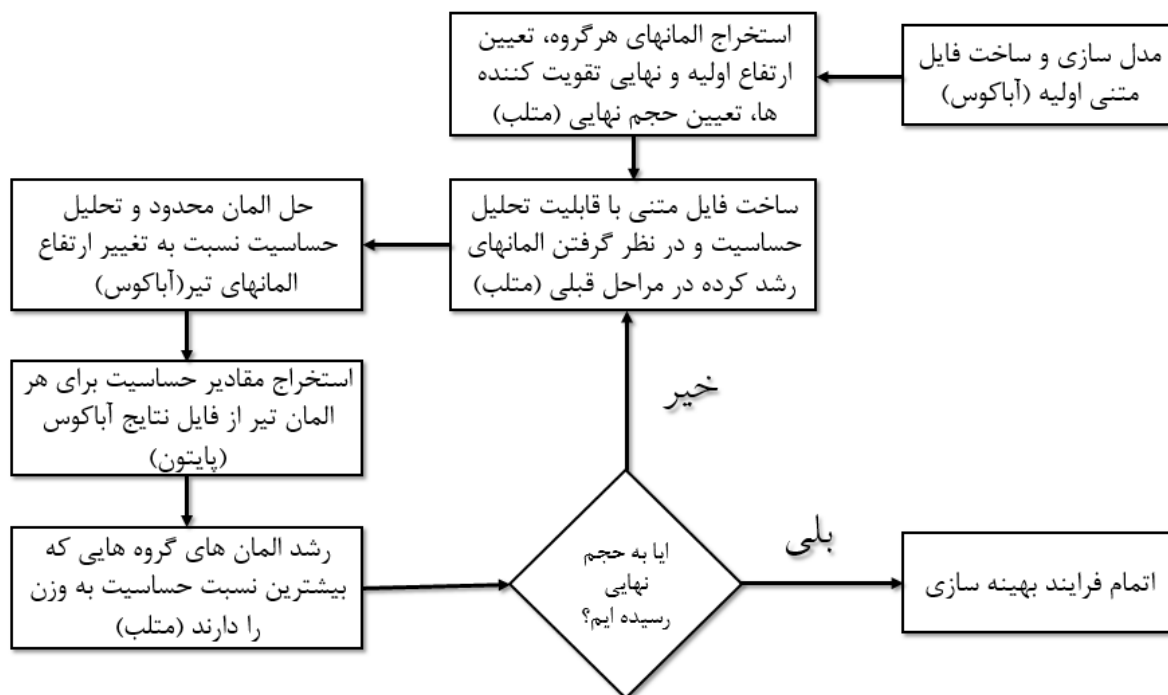 مدل سازی و ساخت فایل
متنی اولیه (آباکوس)
استخراج المانهای هرگروه، تعیین
ارتفاع اولیه و نهایی تقویت کننده
ها، تعیین حجم نهایی (متلب)
ساخت فایل متنی با قابلیت تحلیل
حساسیت و در نظر گرفتن المانهای
رشد کرده در مراحل قبلی (متلب)
حل المان محدود و تحلیل
حساسیت نسبت به تغییر ارتفاع
المانهای تیر(آباکوس)
استخراج مقادیر حساسیت برای هر
المان تیر از فایل نتایج آباکوس
(پایتون)
رشد المان های گروه هایی که
بیشترین نسبت حساسیت به وزن
را دارند (متلب)
ایا به حجم
نهایی
رسیده ایم؟
خیر
بلی
اتمام فرایند بهینه سازی